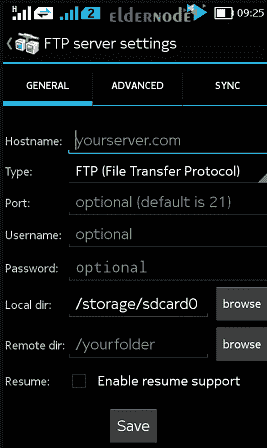 H 2 ELDERNODE 09:25
FTP server settings
GENERAL ADVANCED SYNC
Hostname: yourserver.com
Type: FTP (File Transfer Protocol)
Port: optional (default is 21)
Username: optional
Password: optional
Local dir: /storage/sdcard0 browse
Remote dir: /yourfolder browse
Resume: Enable resume support
Save